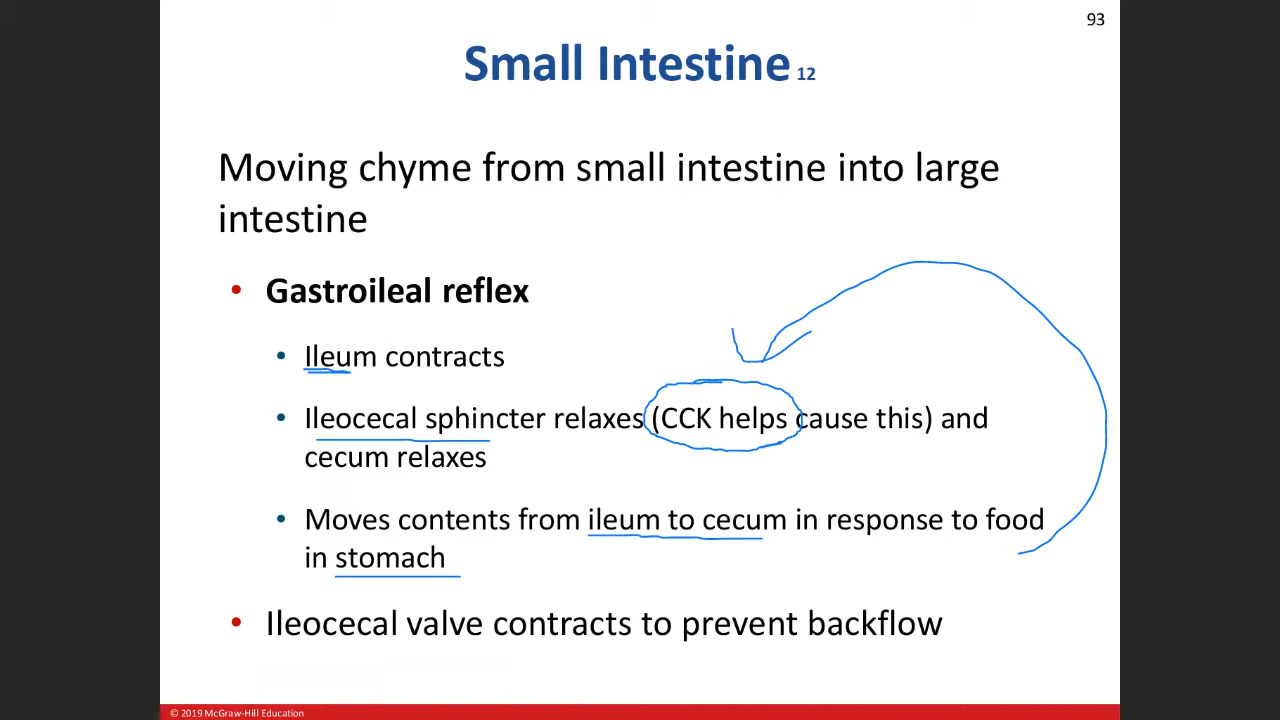 93
Small Intestine 12
Moving chyme from small intestine into large
intestine
• Gastroileal reflex
• Ileum contracts
• Ileocecal sphincter relaxes (CCK helps cause this) and
cecum relaxes
• Moves contents from ileum to cecum in response to food
in stomach
• Ileocecal valve contracts to prevent backflow
© 2019 McGraw-Hill Education